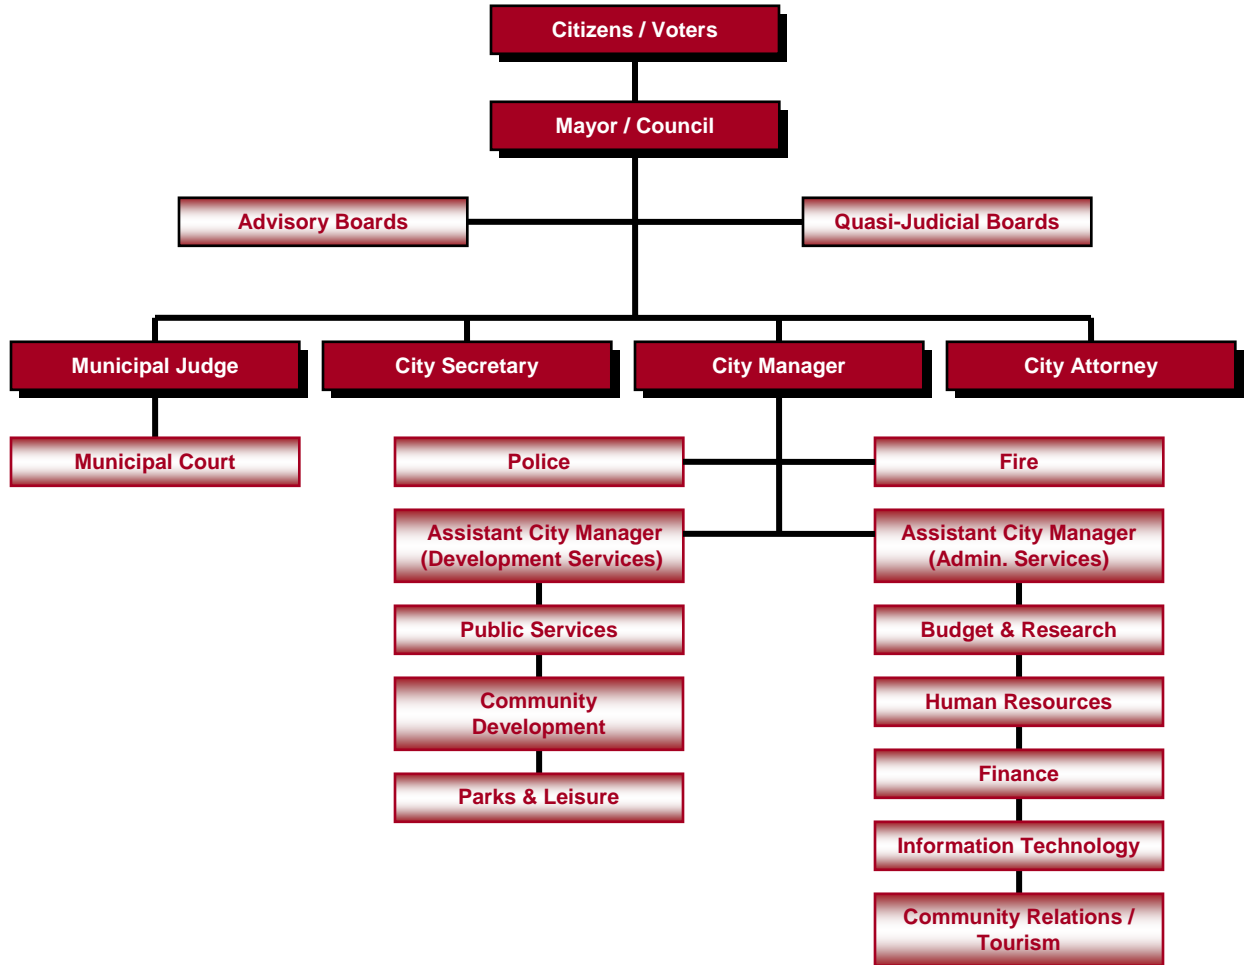 Citizens / Voters
Mayor / Council
Advisory Boards
Quasi-Judicial Boards
Municipal Judge
City Secretary
City Manager
City Attorney
Municipal Court
Police
Fire
Assistant City Manager
(Development Services)
Assistant City Manager
(Admin. Services)
Public Services
Budget & Research
Community
Development
Human Resources
Parks & Leisure
Finance
Information Technology
Community Relations /
Tourism